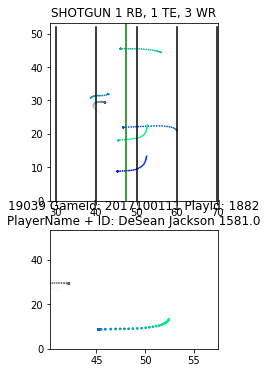 SHOTGUN 1 RB, 1 TE, 3 WR
50
40
30
20
10
0
30 40 50 60 70
19039 GameId: 2017100111, PlayId: 1882
PlayerName + ID: DeSean Jackson 1581.0
40
20
0
45 50 55